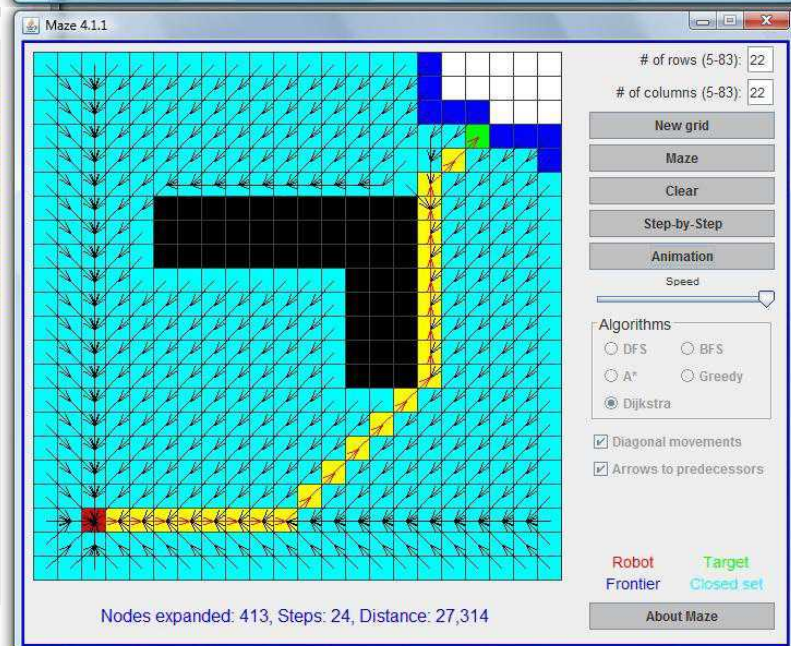 Maze 4.1.1
# of rows (5-83): 22
# of columns (5-83): 22
New grid
Maze
Clear
Step-by-Step
Animation
Speed
Algorithms
DFS BFS
A* Greedy
Dijkstra
Diagonal movements
Arrows to predecessors
Robot Target
Frontier Closed set
Nodes expanded: 413, Steps: 24, Distance: 27,314
About Maze